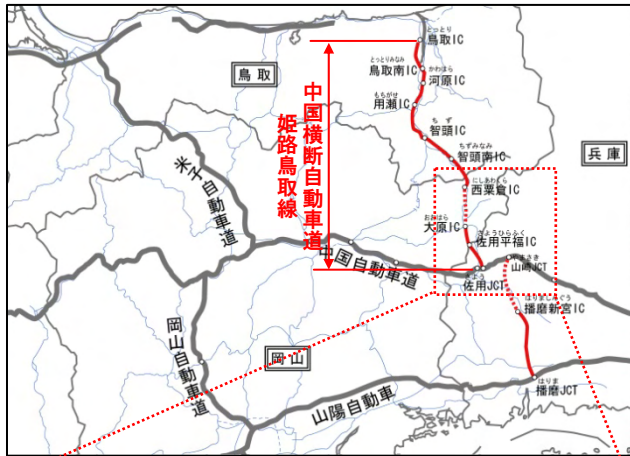 とっとり
鳥取IC
とっとりみなみ
鳥取南IC
かわはら
河原IC
鳥取
もちがせ
用瀬IC
ちず
智頭IC
ちずみなみ
智頭南IC
兵庫
中国横断自動車道
姫路鳥取線
米子自動車道
にしあわくら
西粟倉IC
おおはら
大原IC
さようひらふく
佐用平福IC
やまさき
山崎JCT
中国自動車道
さよう
佐用JCT
はりましんぐう
播磨新宮IC
岡山自動車道
岡山
はりま
播磨JCT
山陽自動車